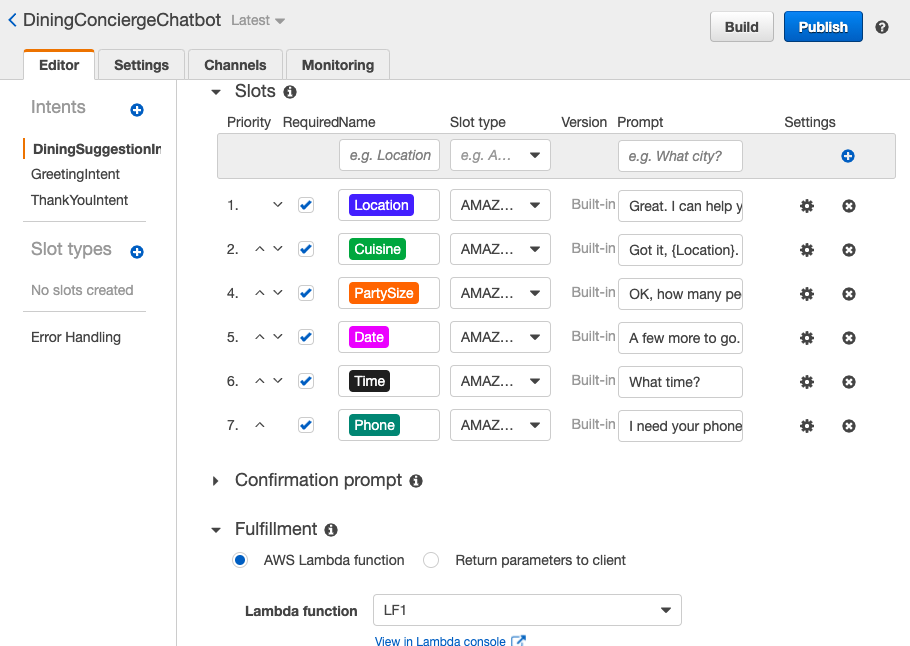 DiningConciergeChatbot Latest
Build
Publish
Editor
Settings
Channels
Monitoring
Intents
DiningSuggestionIn
GreetingIntent
ThankYouIntent
Slot types
No slots created
Error Handling
Slots
Priority RequiredName Slot type Version Prompt Settings
e.g. Location e.g. A... e.g. What city?
1. Location AMAZ... Built-in Great. I can help y
2. Cuisine AMAZ... Built-in Got it, {Location}.
4. PartySize AMAZ... Built-in OK, how many pe
5. Date AMAZ... Built-in A few more to go.
6. Time AMAZ... Built-in What time?
7. Phone AMAZ... Built-in I need your phone
Confirmation prompt
Fulfillment
AWS Lambda function Return parameters to client
Lambda function LF1
View in Lambda console